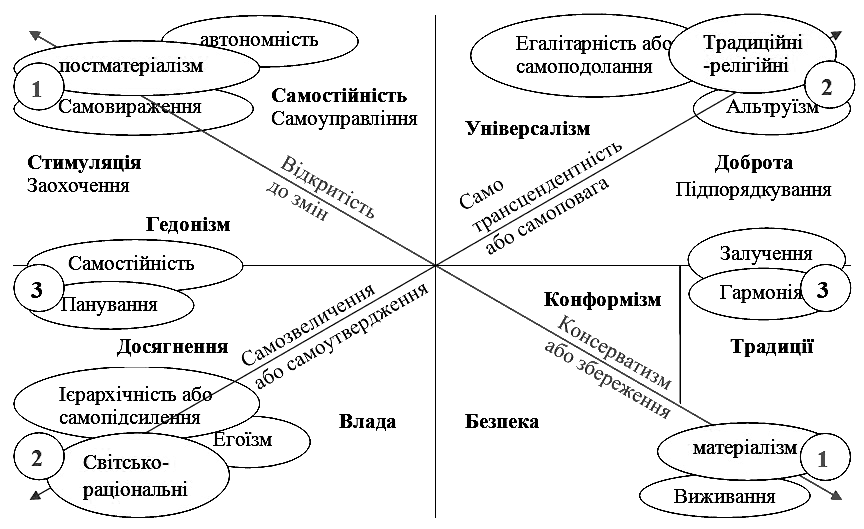 автономність
постматеріалізм
1
Самовираження
Самостійність
Самоуправління
Стимуляція
Заохочення
Відкритість
до змін
Гедонізм
Егалітарність або
самоподолання
Традиційні
-релігійні
2
Альтруїзм
Універсалізм
Доброта
Підпорядкування
Само
трансцендентність
або самоповага
Самостійність
3
Панування
Досягнення
Самозвеличення
або самоутвердження
Ієрархічність або
самопідсилення
Влада
Егоїзм
2
Світсько-
раціональні
Залучення
Гармонія
3
Конформізм
Традиції
Консерватизм
або збереження
Безпека
матеріалізм
1
Виживання